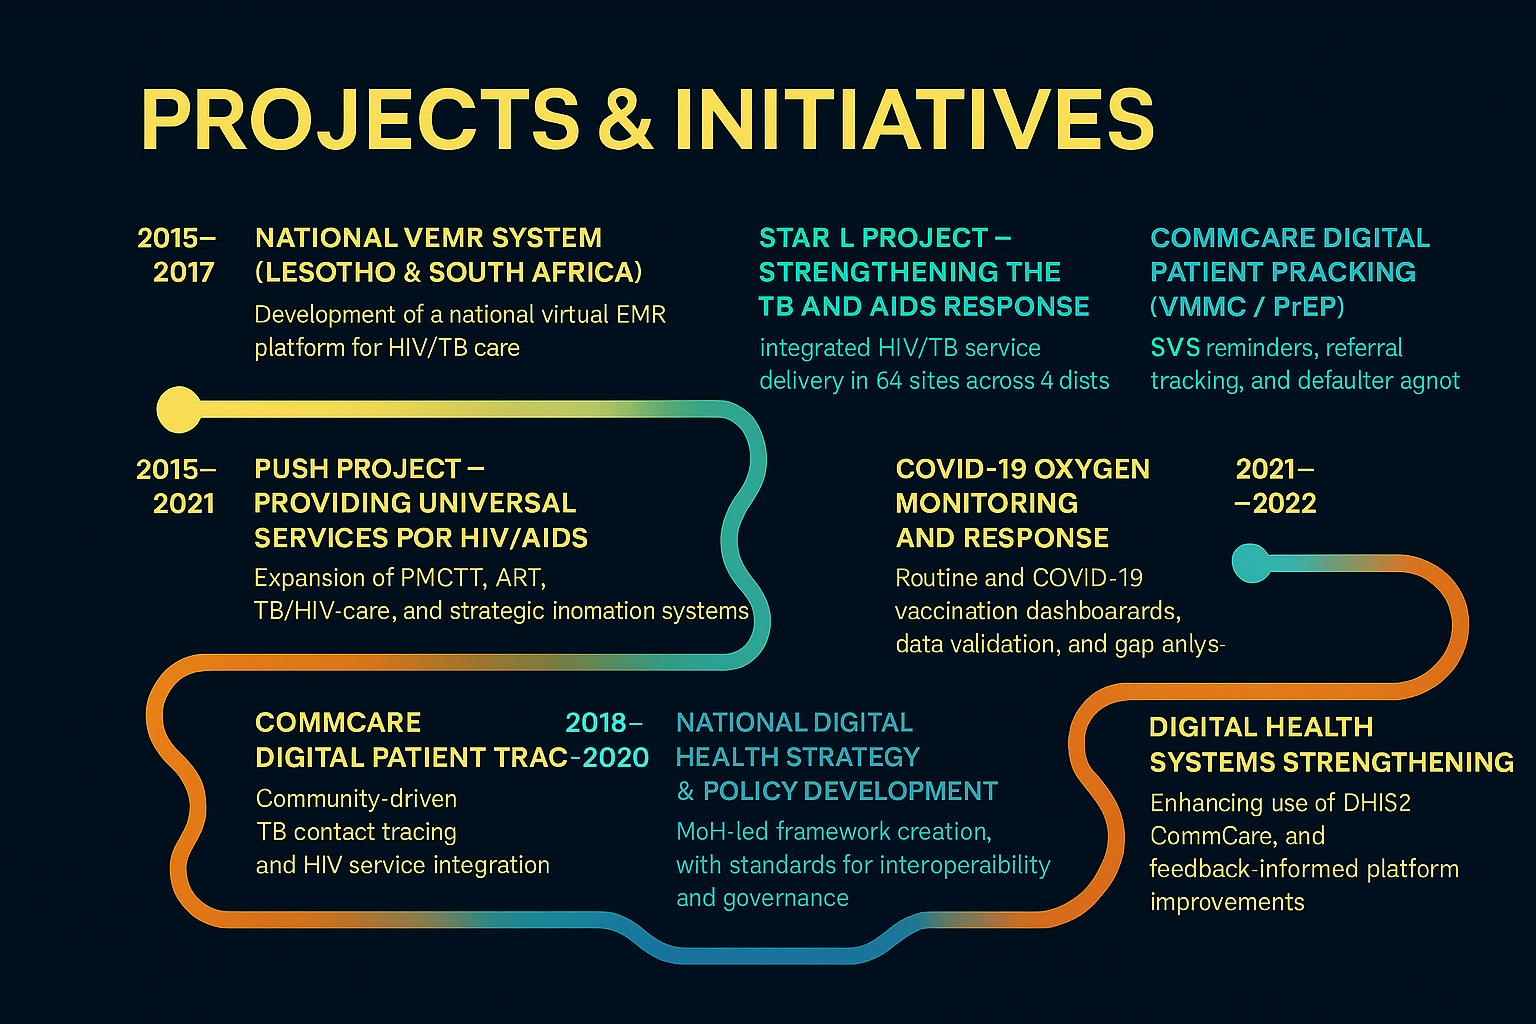 PROJECTS & INITIATIVES
2015–
2017
NATIONAL VEMR SYSTEM
(LESOTHO & SOUTH AFRICA)
Development of a national virtual EMR
platform for HIV/TB care
STAR L PROJECT –
STRENGTHENING THE
TB AND AIDS RESPONSE
integrated HIV/TB service
delivery in 64 sites across 4 dists
COMMCARE DIGITAL
PATIENT PRACKING
(VMMC / PrEP)
SVS reminders, referral
tracking, and defaulter agnot
2015–
2021
PUSH PROJECT –
PROVIDING UNIVERSAL
SERVICES POR HIV/AIDS
Expansion of PMCTT, ART,
TB/HIV-care, and strategic inomation systems
COVID-19 OXYGEN
MONITORING
AND RESPONSE
Routine and COVID-19
vaccination dashboarards,
data validation, and gap anlys-
2021–
–2022
COMMCARE
DIGITAL PATIENT TRAC
Community-driven
TB contact tracing
and HIV service integration
2018–
-2020
NATIONAL DIGITAL
HEALTH STRATEGY
& POLICY DEVELOPMENT
MoH-led framework creation,
with standards for interoperaibility
and governance
DIGITAL HEALTH
SYSTEMS STRENGTHENING
Enhancing use of DHIS2
CommCare, and
feedback-informed platform
improvements